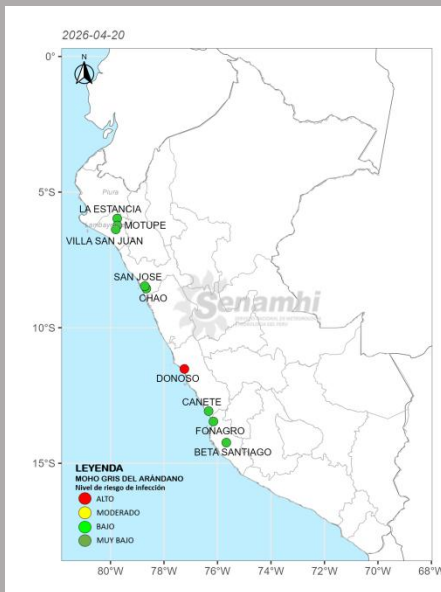 2026-04-20
N
0°
5°S
10°S
15°S
Piura
LA ESTANCIA
MOTUPE
VILLA SAN JUAN
SAN JOSE
CHAO
Senamhi
DONOSO
CANETE
FONAGRO
BETA SANTIAGO
LEYENDA
MOHO GRIS DEL ARÁNDANO
Nivel de riesgo de infección
ALTO
MODERADO
BAJO
MUY BAJO
80°W
78°W
76°W
74°W
72°W
70°W
68°W